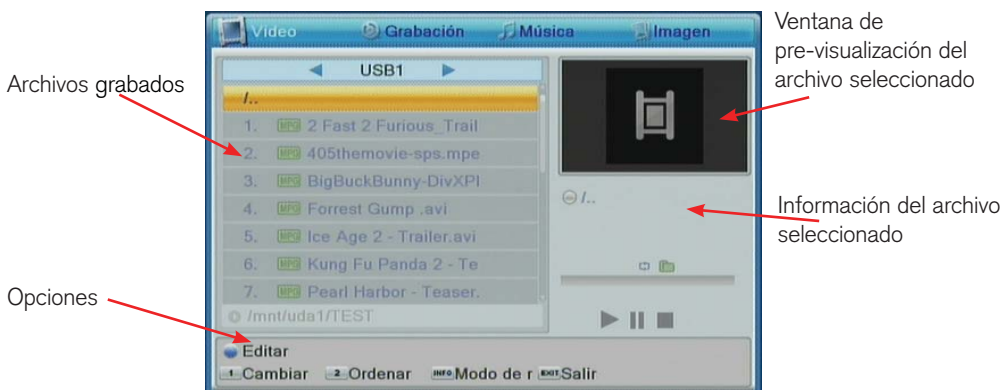 Video Grabación Música Imagen
Ventana de
pre-visualización del
archivo seleccionado
Archivos grabados
USB1
/..
1. MPG 2 Fast 2 Furious_Trail
2. MPG 405themovie-sps.mpe
3. MPG BigBuckBunny-DivXPl
4. MPG Forrest Gump .avi
5. MPG Ice Age 2 - Trailer.avi
6. MPG Kung Fu Panda 2 - Te
7. MPG Pearl Harbor - Teaser.
/mnt/uda1/TEST
/..
Información del archivo
seleccionado
Opciones
Editar
1 Cambiar 2 Ordenar INFO Modo de r EXIT Salir